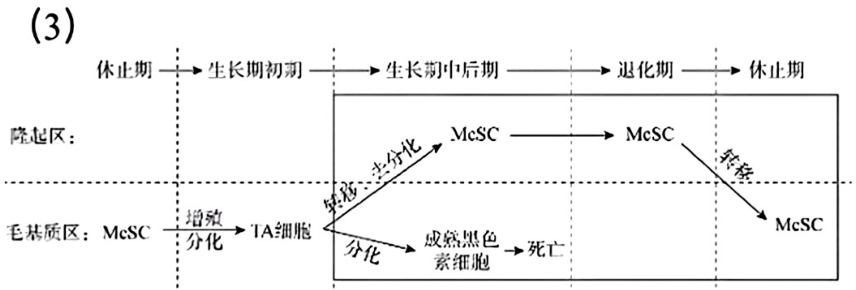 (3)
休止期 生长期初期 生长期中后期 退化期 休止期
隆起区: McSC McSC
转移、去分化 转移
毛基质区: McSC 增殖 分化 TA细胞 McSC
分化 成熟黑色素细胞 死亡